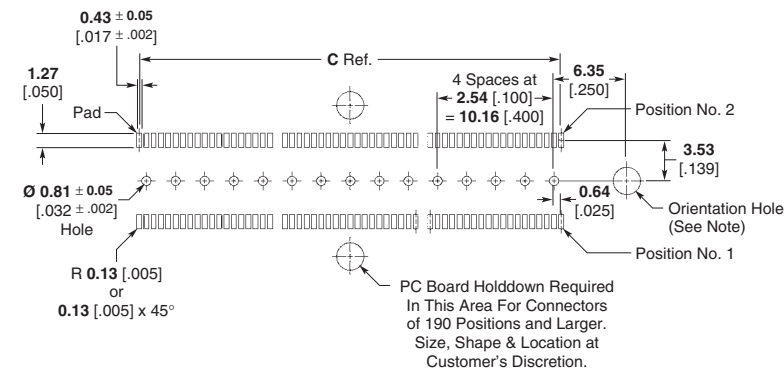 0.43 ± 0.05
[.017 ± .002]
C Ref.
1.27
[.050]
4 Spaces at
2.54 [.100]
= 10.16 [.400]
6.35
[.250]
Pad
Position No. 2
3.53
[.139]
Ø 0.81 ± 0.05
[.032 ± .002]
Hole
0.64
[.025]
Orientation Hole
(See Note)
R 0.13 [.005]
or
0.13 [.005] x 45°
Position No. 1
PC Board Holddown Required
In This Area For Connectors
of 190 Positions and Larger.
Size, Shape & Location at
Customer's Discretion.